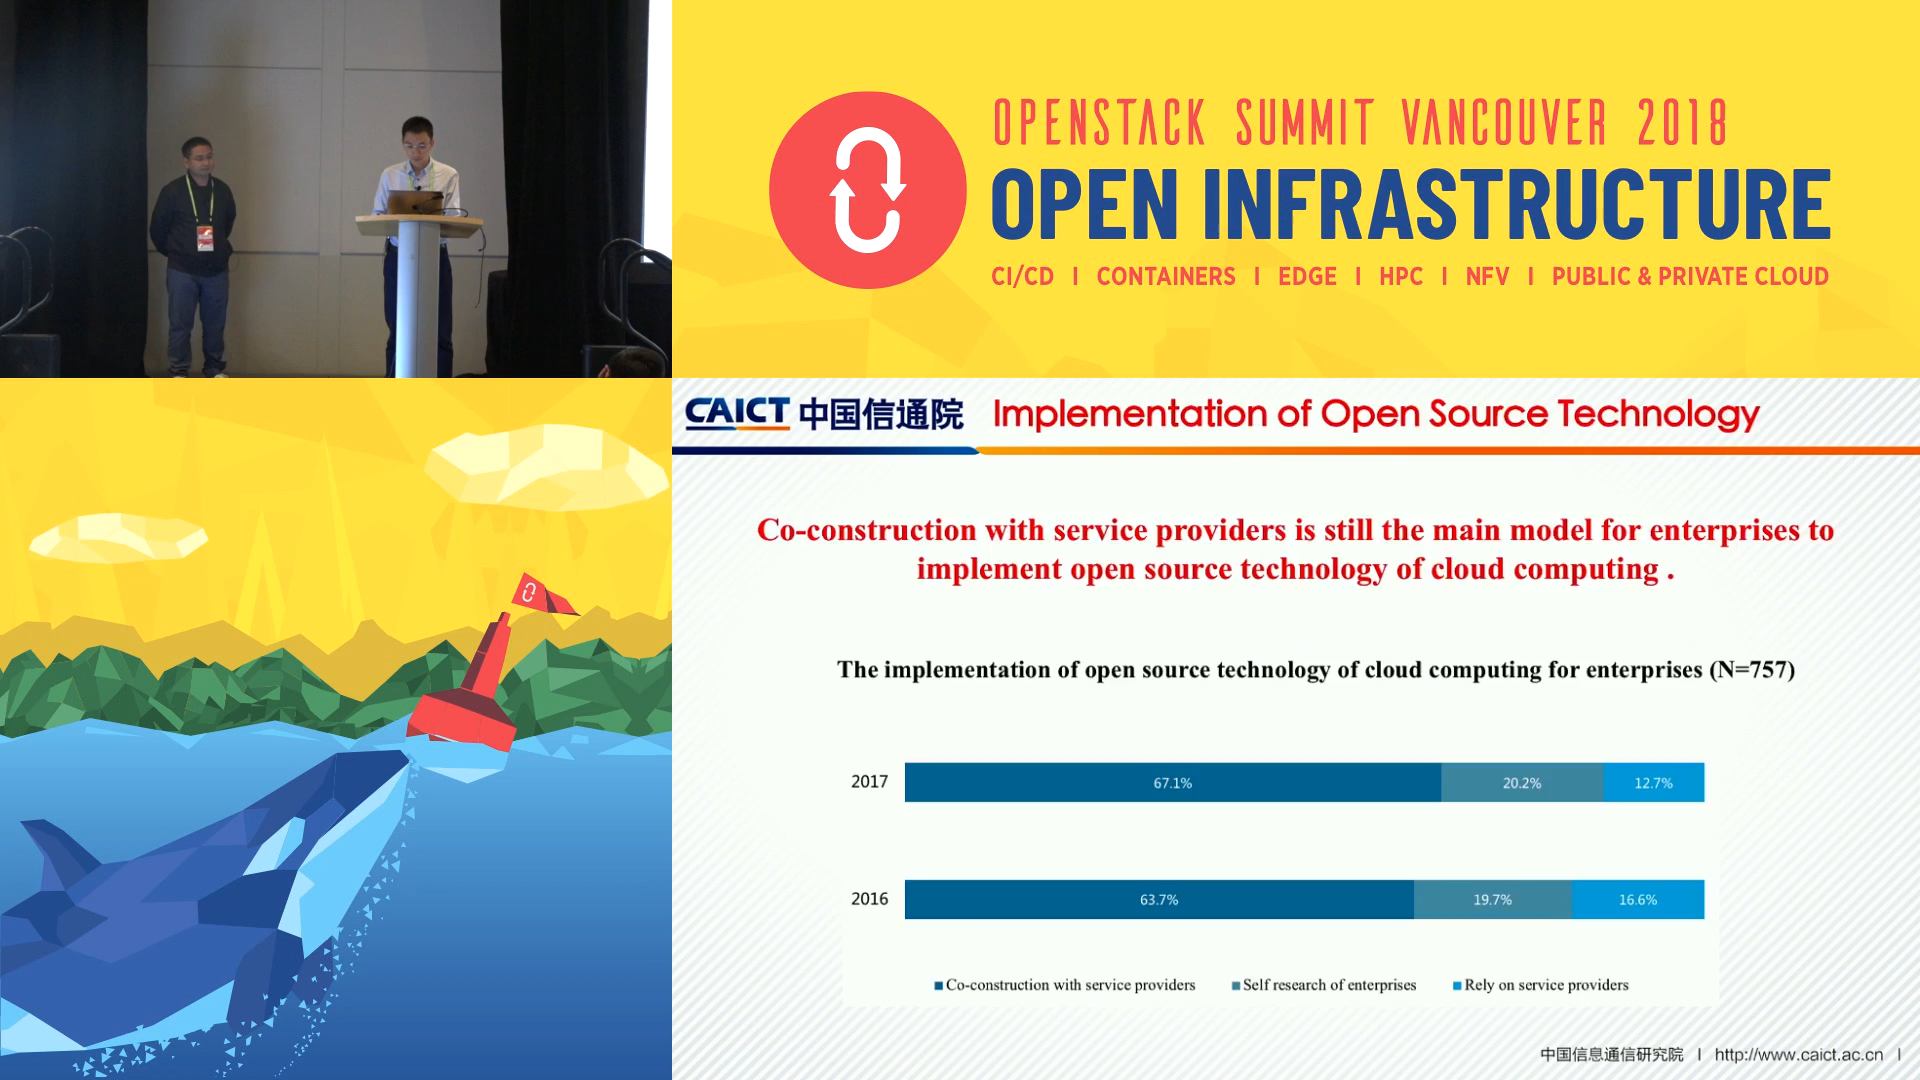 OPENSTACK SUMMIT VANCOUVER 2018
OPEN INFRASTRUCTURE
CI/CD I CONTAINERS I EDGE I HPC I NFV I PUBLIC & PRIVATE CLOUD
CAICT 中国信通院
Implementation of Open Source Technology
Co-construction with service providers is still the main model for enterprises to
implement open source technology of cloud computing .
The implementation of open source technology of cloud computing for enterprises (N=757)
2017 67.1% 20.2% 12.7%
2016 63.7% 19.7% 16.6%
Co-construction with service providers Self research of enterprises Rely on service providers
中国信息通信研究院 I http://www.caict.ac.cn I